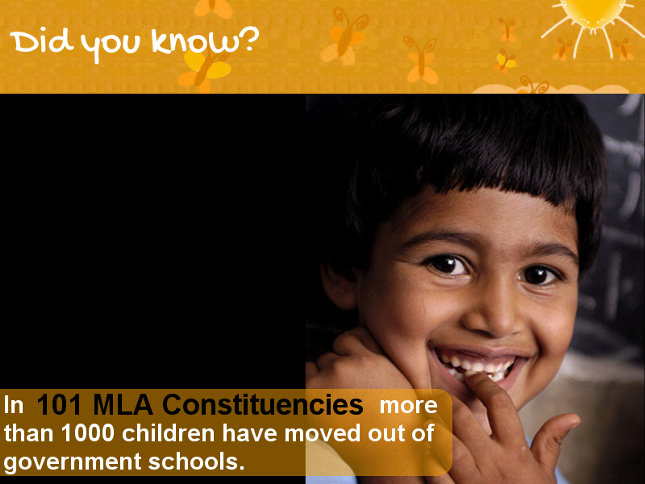 Did you know?
In 101 MLA Constituencies more
than 1000 children have moved out of
government schools.